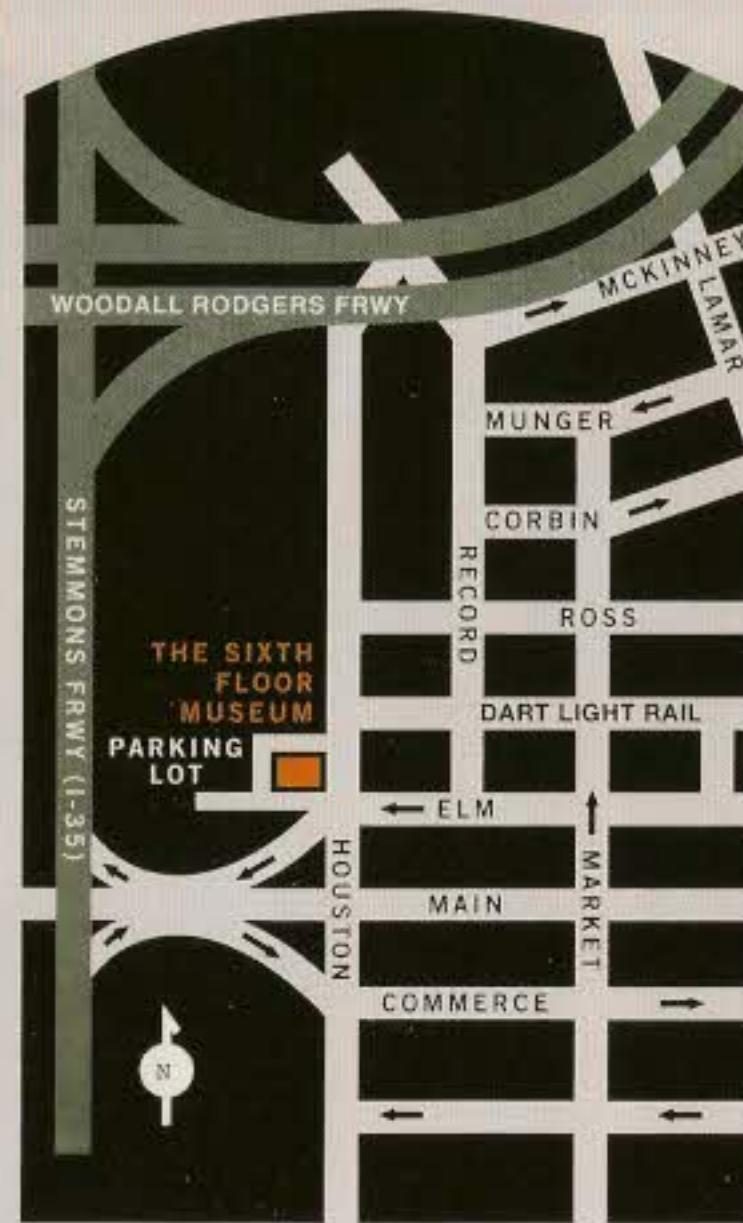 WOODALL RODGERS FRWY
MCKINNEY
LAMAR
MUNGER
CORBIN
STEMMONS FRWY (I-35)
RECORD
ROSS
THE SIXTH
FLOOR
MUSEUM
DART LIGHT RAIL
PARKING
LOT
ELM
HOUSTON
MARKET
MAIN
COMMERCE
N